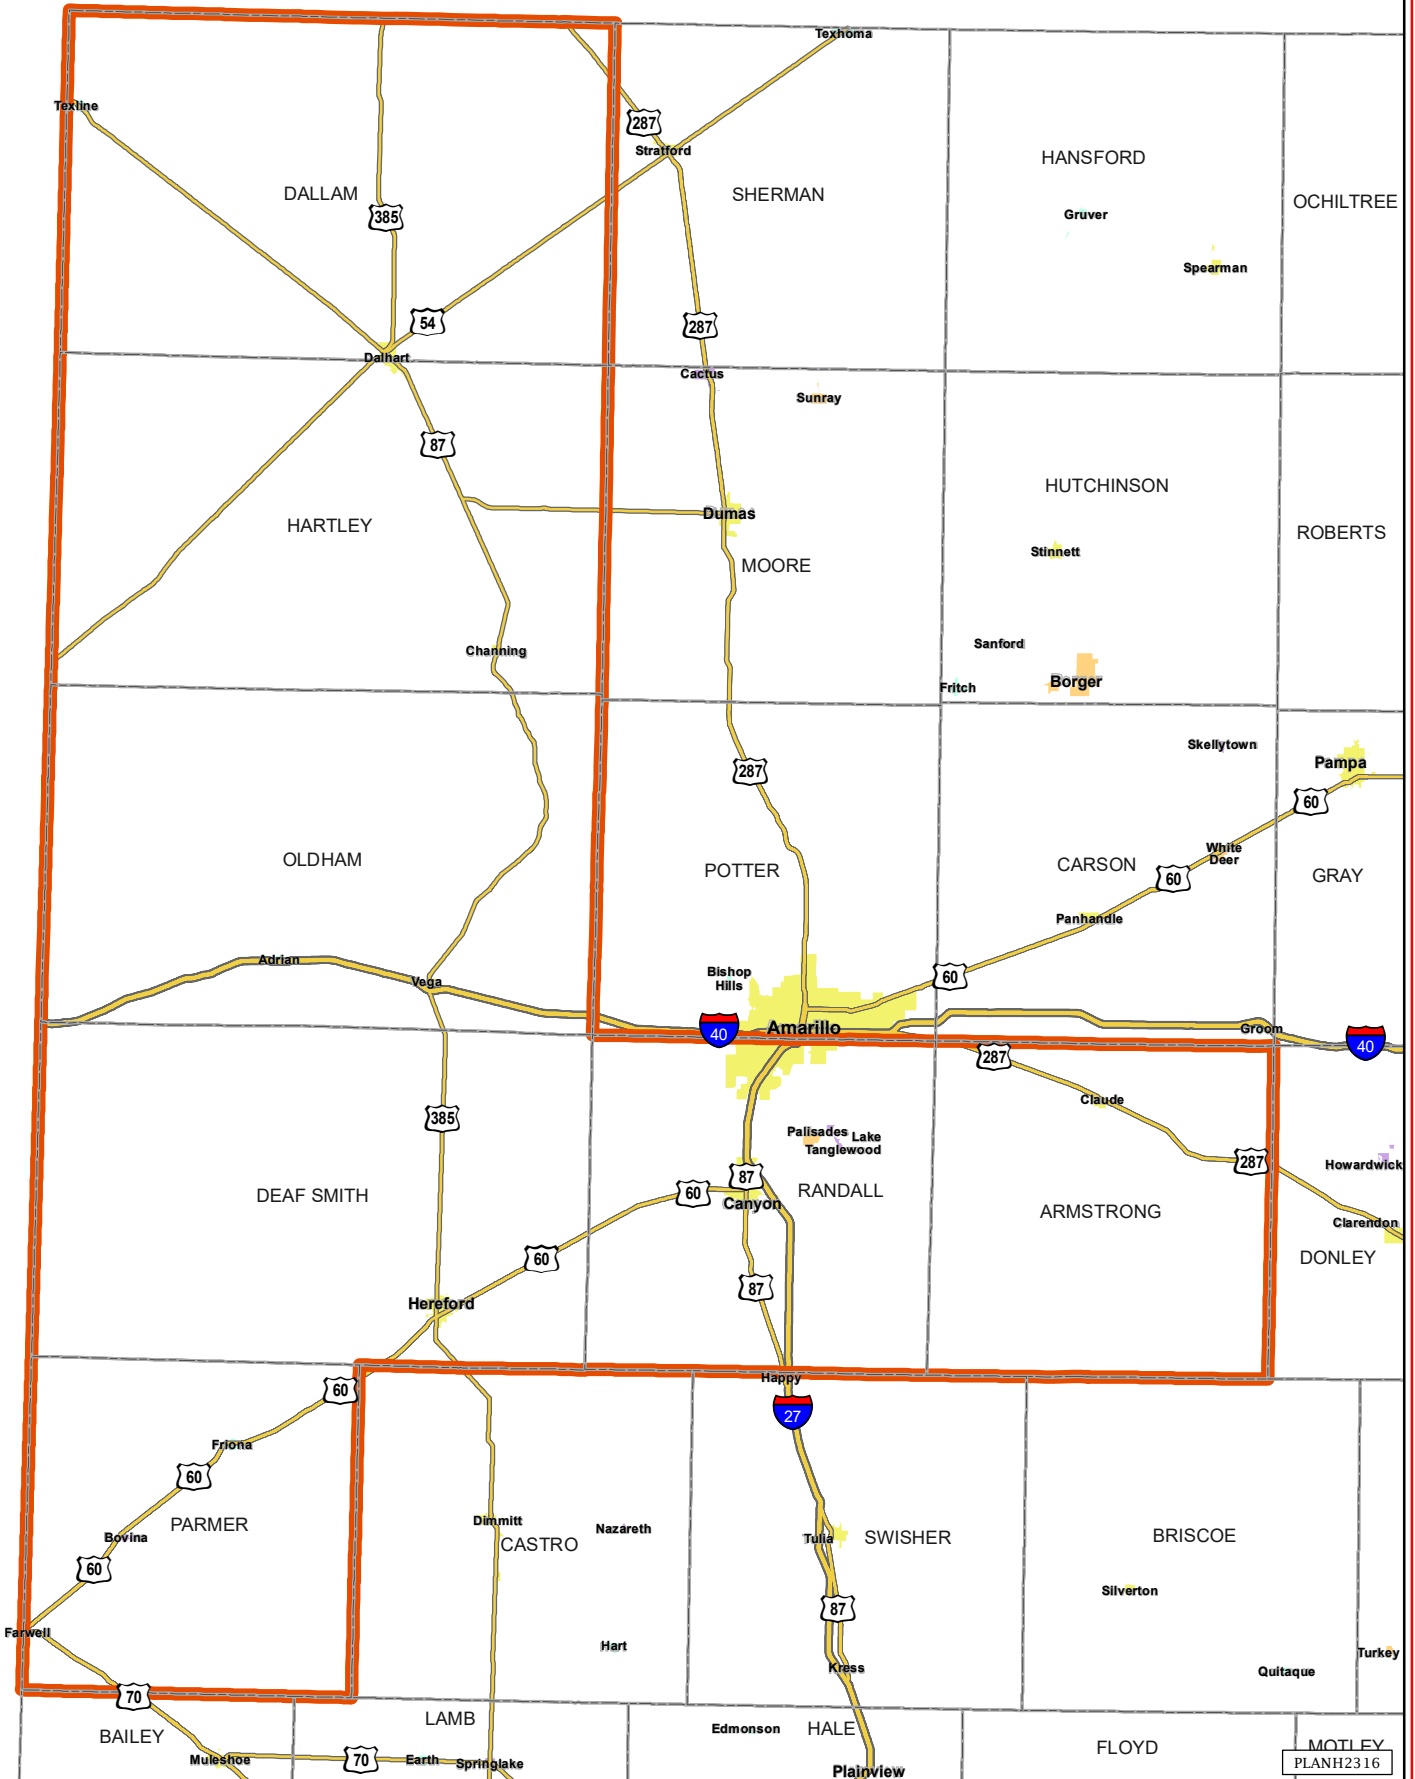 Texhoma
Texline
287
Stratford
HANSFORD
DALLAM
SHERMAN
OCHILTREE
385
Gruver
Spearman
54
287
Dalhart
Cactus
Sunray
87
HUTCHINSON
Dumas
HARTLEY
ROBERTS
Stinnett
MOORE
Sanford
Channing
Borger
Fritch
Skellytown
Pampa
287
60
White
Deer
OLDHAM
CARSON
POTTER
GRAY
60
Panhandle
Adrian
Bishop
Hills
60
Vega
Amarillo
Groom
40
40
287
Claude
385
Palisades
Lake
Tanglewood
287
Howardwick
87
DEAF SMITH
60
RANDALL
Canyon
ARMSTRONG
Clarendon
60
DONLEY
87
Hereford
Happy
60
27
Friona
60
PARMER
Dimmitt
Nazareth
BRISCOE
Bovina
Tulia
SWISHER
CASTRO
60
Silverton
87
Farwell
Hart
Turkey
Kress
Quitaque
70
LAMB
BAILEY
Edmonson
HALE
FLOYD
MOTLEY
Muleshoe
70
Earth
Springlake
PLANH2316
Plainview